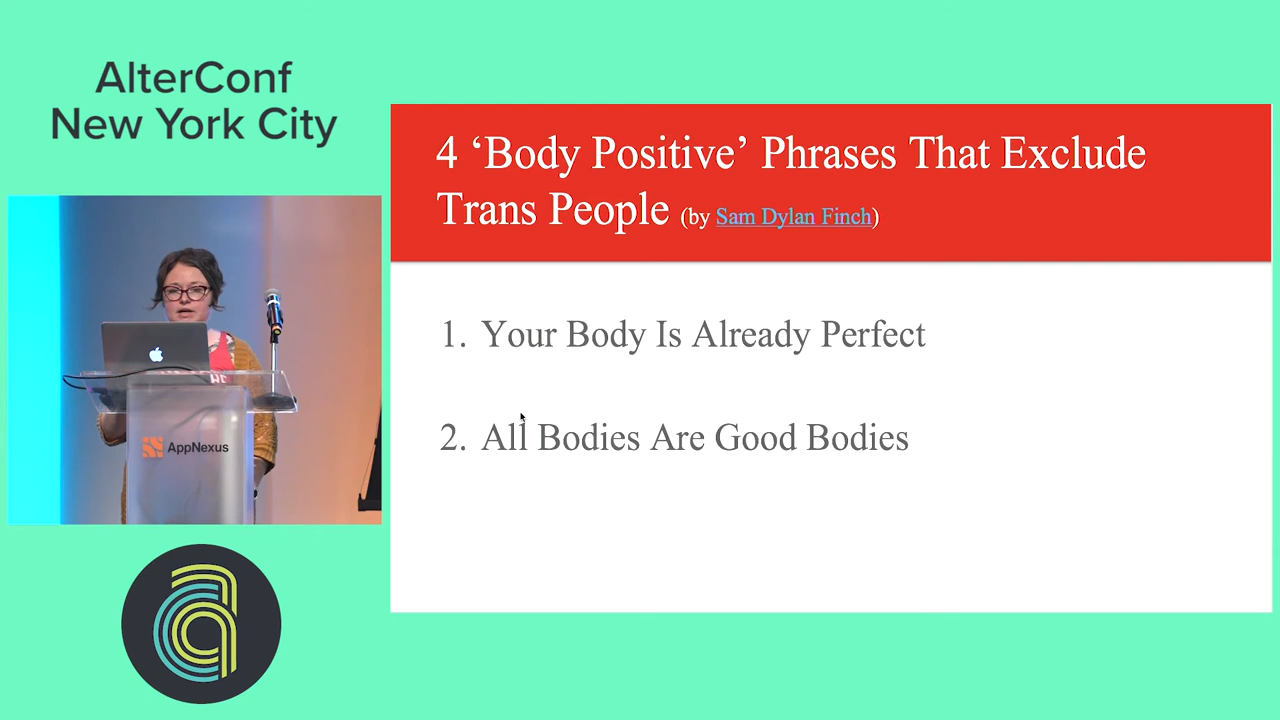 AlterConf
New York City
4 ‘Body Positive’ Phrases That Exclude
Trans People (by Sam Dylan Finch)
1. Your Body Is Already Perfect
2. All Bodies Are Good Bodies
AppNexus